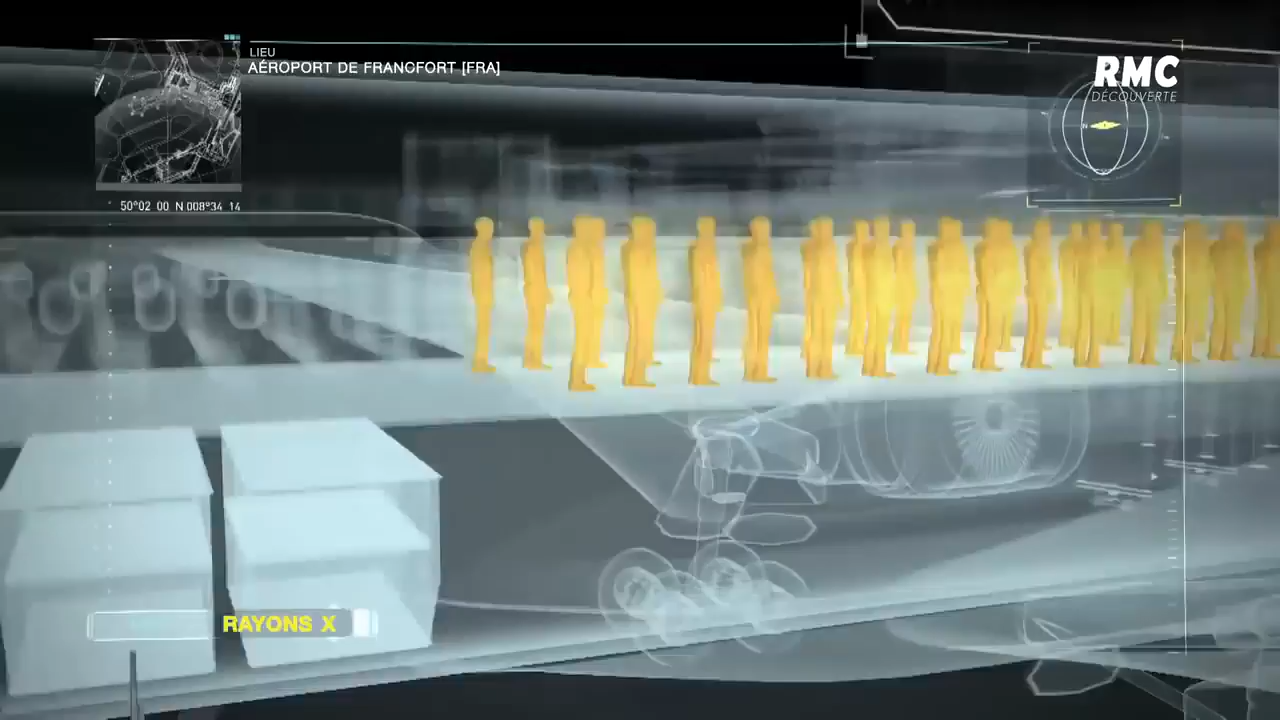 LIEU
AÉROPORT DE FRANCFORT [FRA]
RMC
DÉCOUVERTE
N
50°02 00 N 008°34 14
RAYONS X